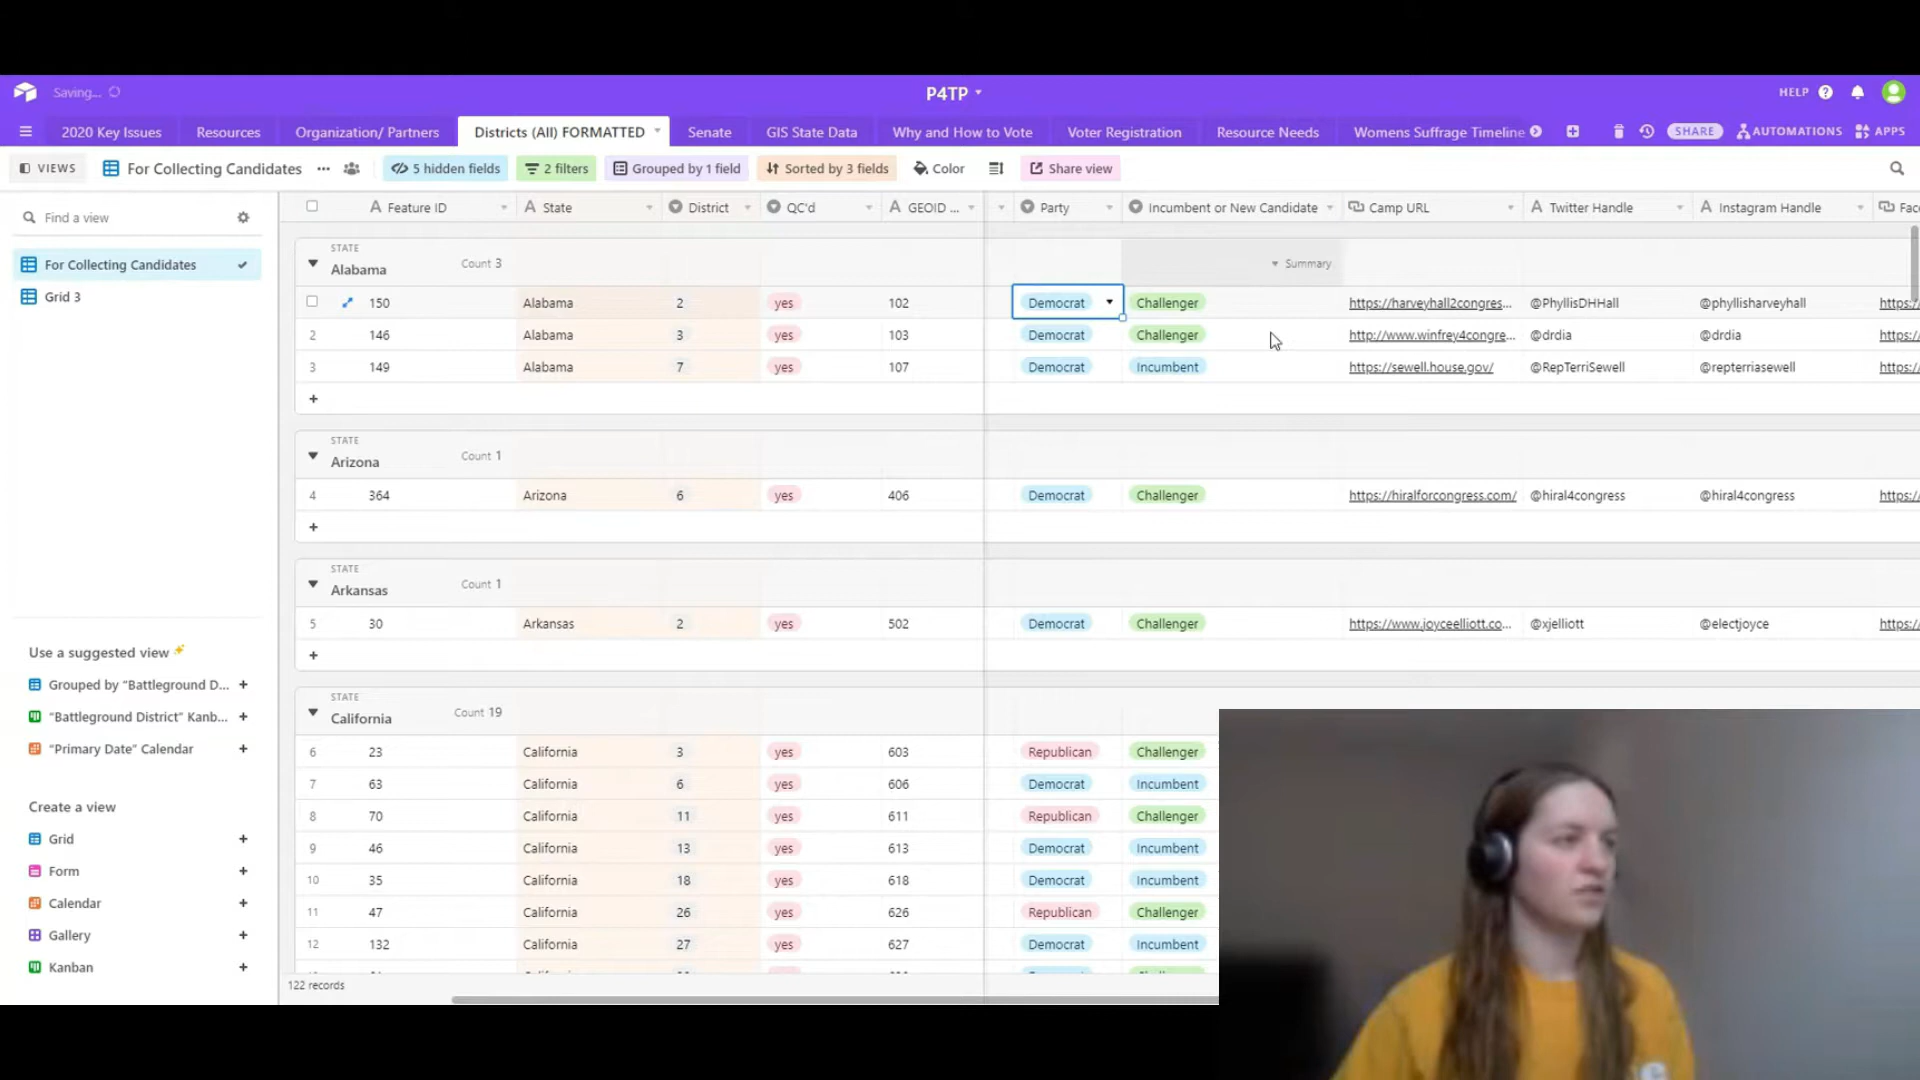 Saving...
P4TP
HELP
2020 Key Issues
Resources
Organization/ Partners
Districts (All) FORMATTED
Senate
GIS State Data
Why and How to Vote
Voter Registration
Resource Needs
Womens Suffrage Timeline
SHARE
AUTOMATIONS
APPS
VIEWS
For Collecting Candidates
5 hidden fields
2 filters
Grouped by 1 field
Sorted by 3 fields
Color
Share view
Find a view
For Collecting Candidates
Grid 3
Use a suggested view
Grouped by "Battleground D...
"Battleground District" Kanb...
"Primary Date" Calendar
Create a view
Grid
Form
Calendar
Gallery
Kanban
Feature ID State District QC'd GEOID ... Party Incumbent or New Candidate Camp URL Twitter Handle Instagram Handle Fac
STATE
Alabama Count 3 Summary
150 Alabama 2 yes 102 Democrat Challenger https://harveyhall2congres... @PhyllisDHHall @phyllisharveyhall https:/
2 146 Alabama 3 yes 103 Democrat Challenger http://www.winfrey4congre... @drdia @drdia https:/
3 149 Alabama 7 yes 107 Democrat Incumbent https://sewell.house.gov/ @RepTerriSewell @repterriasewell https:/
STATE
Arizona Count 1
4 364 Arizona 6 yes 406 Democrat Challenger https://hiralforcongress.com/ @hiral4congress @hiral4congress https:/
STATE
Arkansas Count 1
5 30 Arkansas 2 yes 502 Democrat Challenger https://www.joyceelliott.co... @xjelliott @electjoyce https:/
STATE
California Count 19
6 23 California 3 yes 603 Republican Challenger
7 63 California 6 yes 606 Democrat Incumbent
8 70 California 11 yes 611 Republican Challenger
9 46 California 13 yes 613 Democrat Incumbent
10 35 California 18 yes 618 Democrat Incumbent
11 47 California 26 yes 626 Republican Challenger
12 132 California 27 yes 627 Democrat Incumbent
122 records